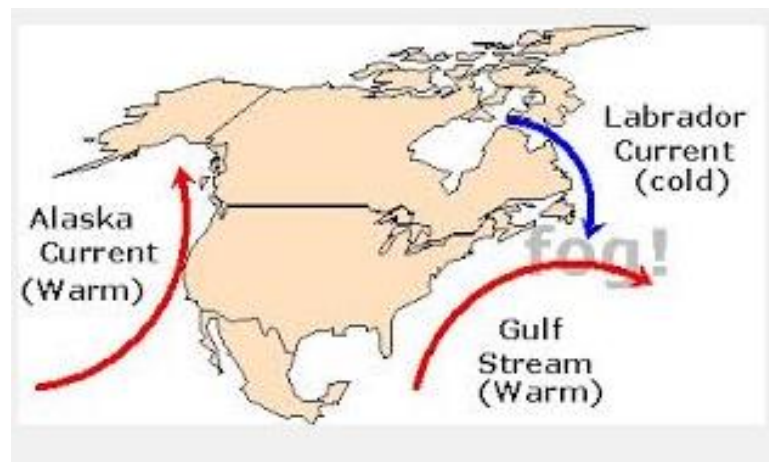 Labrador
Current
(cold)
Alaska
Current
(Warm)
fog!
Gulf
Stream
(Warm)